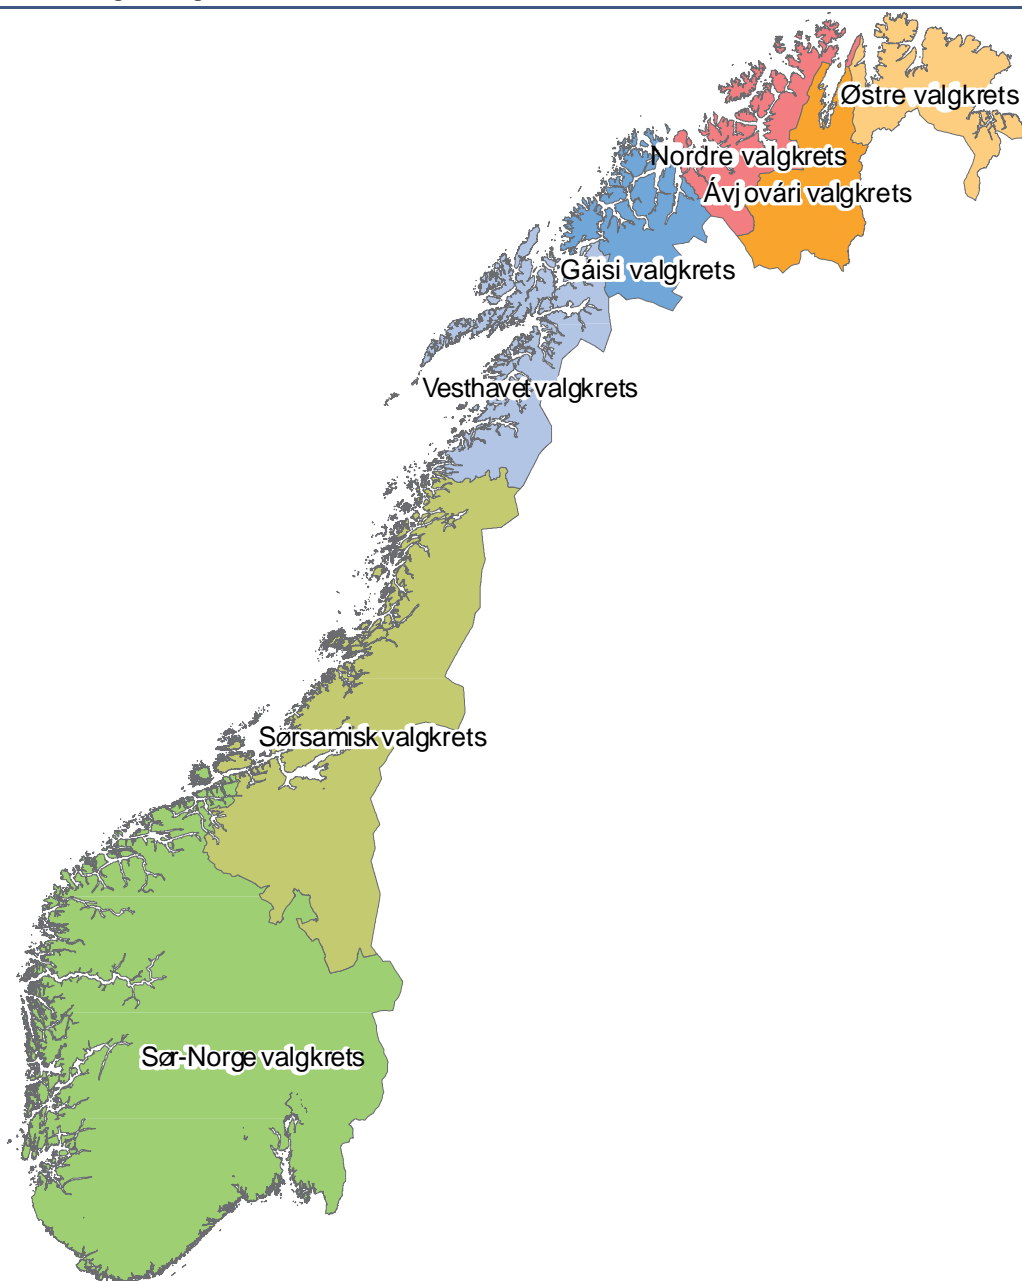 Østre valgkrets
Nordre valgkrets
Ávjovári valgkrets
Gáisi valgkrets
Vesthavet valgkrets
Sørsamisk valgkrets
Sør-Norge valgkrets